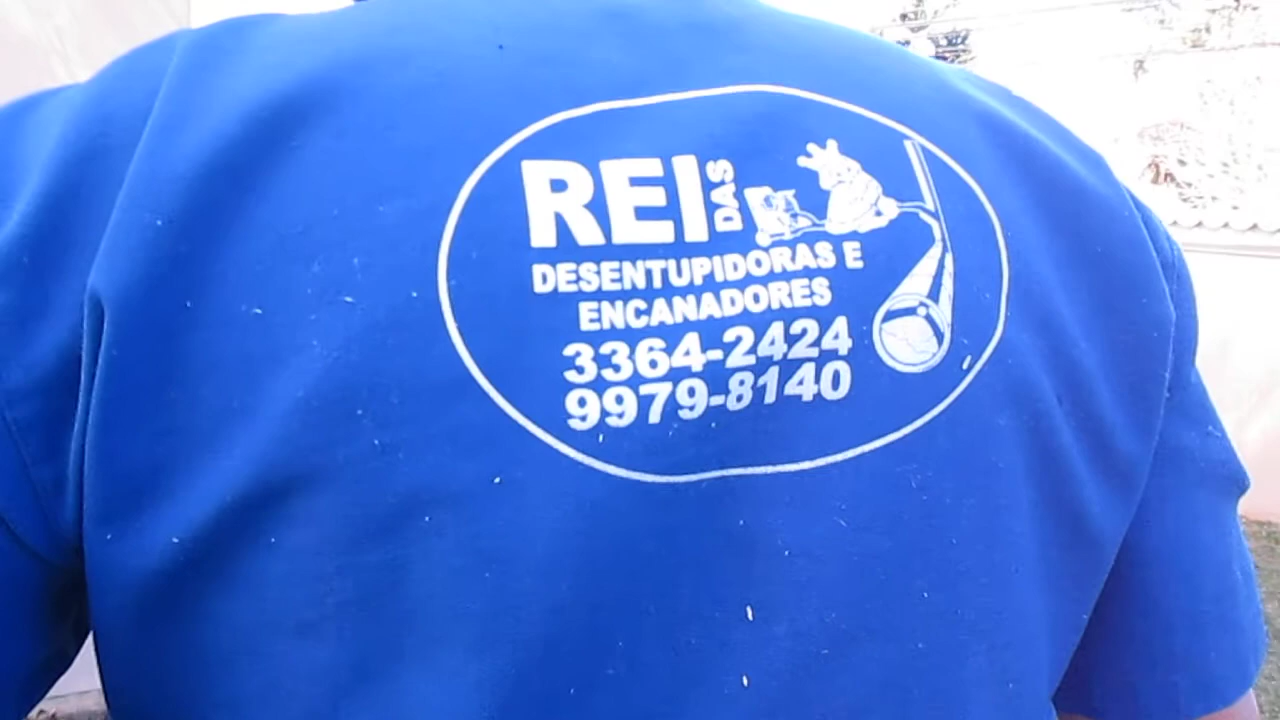 REI DAS
DESENTUPIDORAS E
ENCANADORES
3364-2424
9979-8140